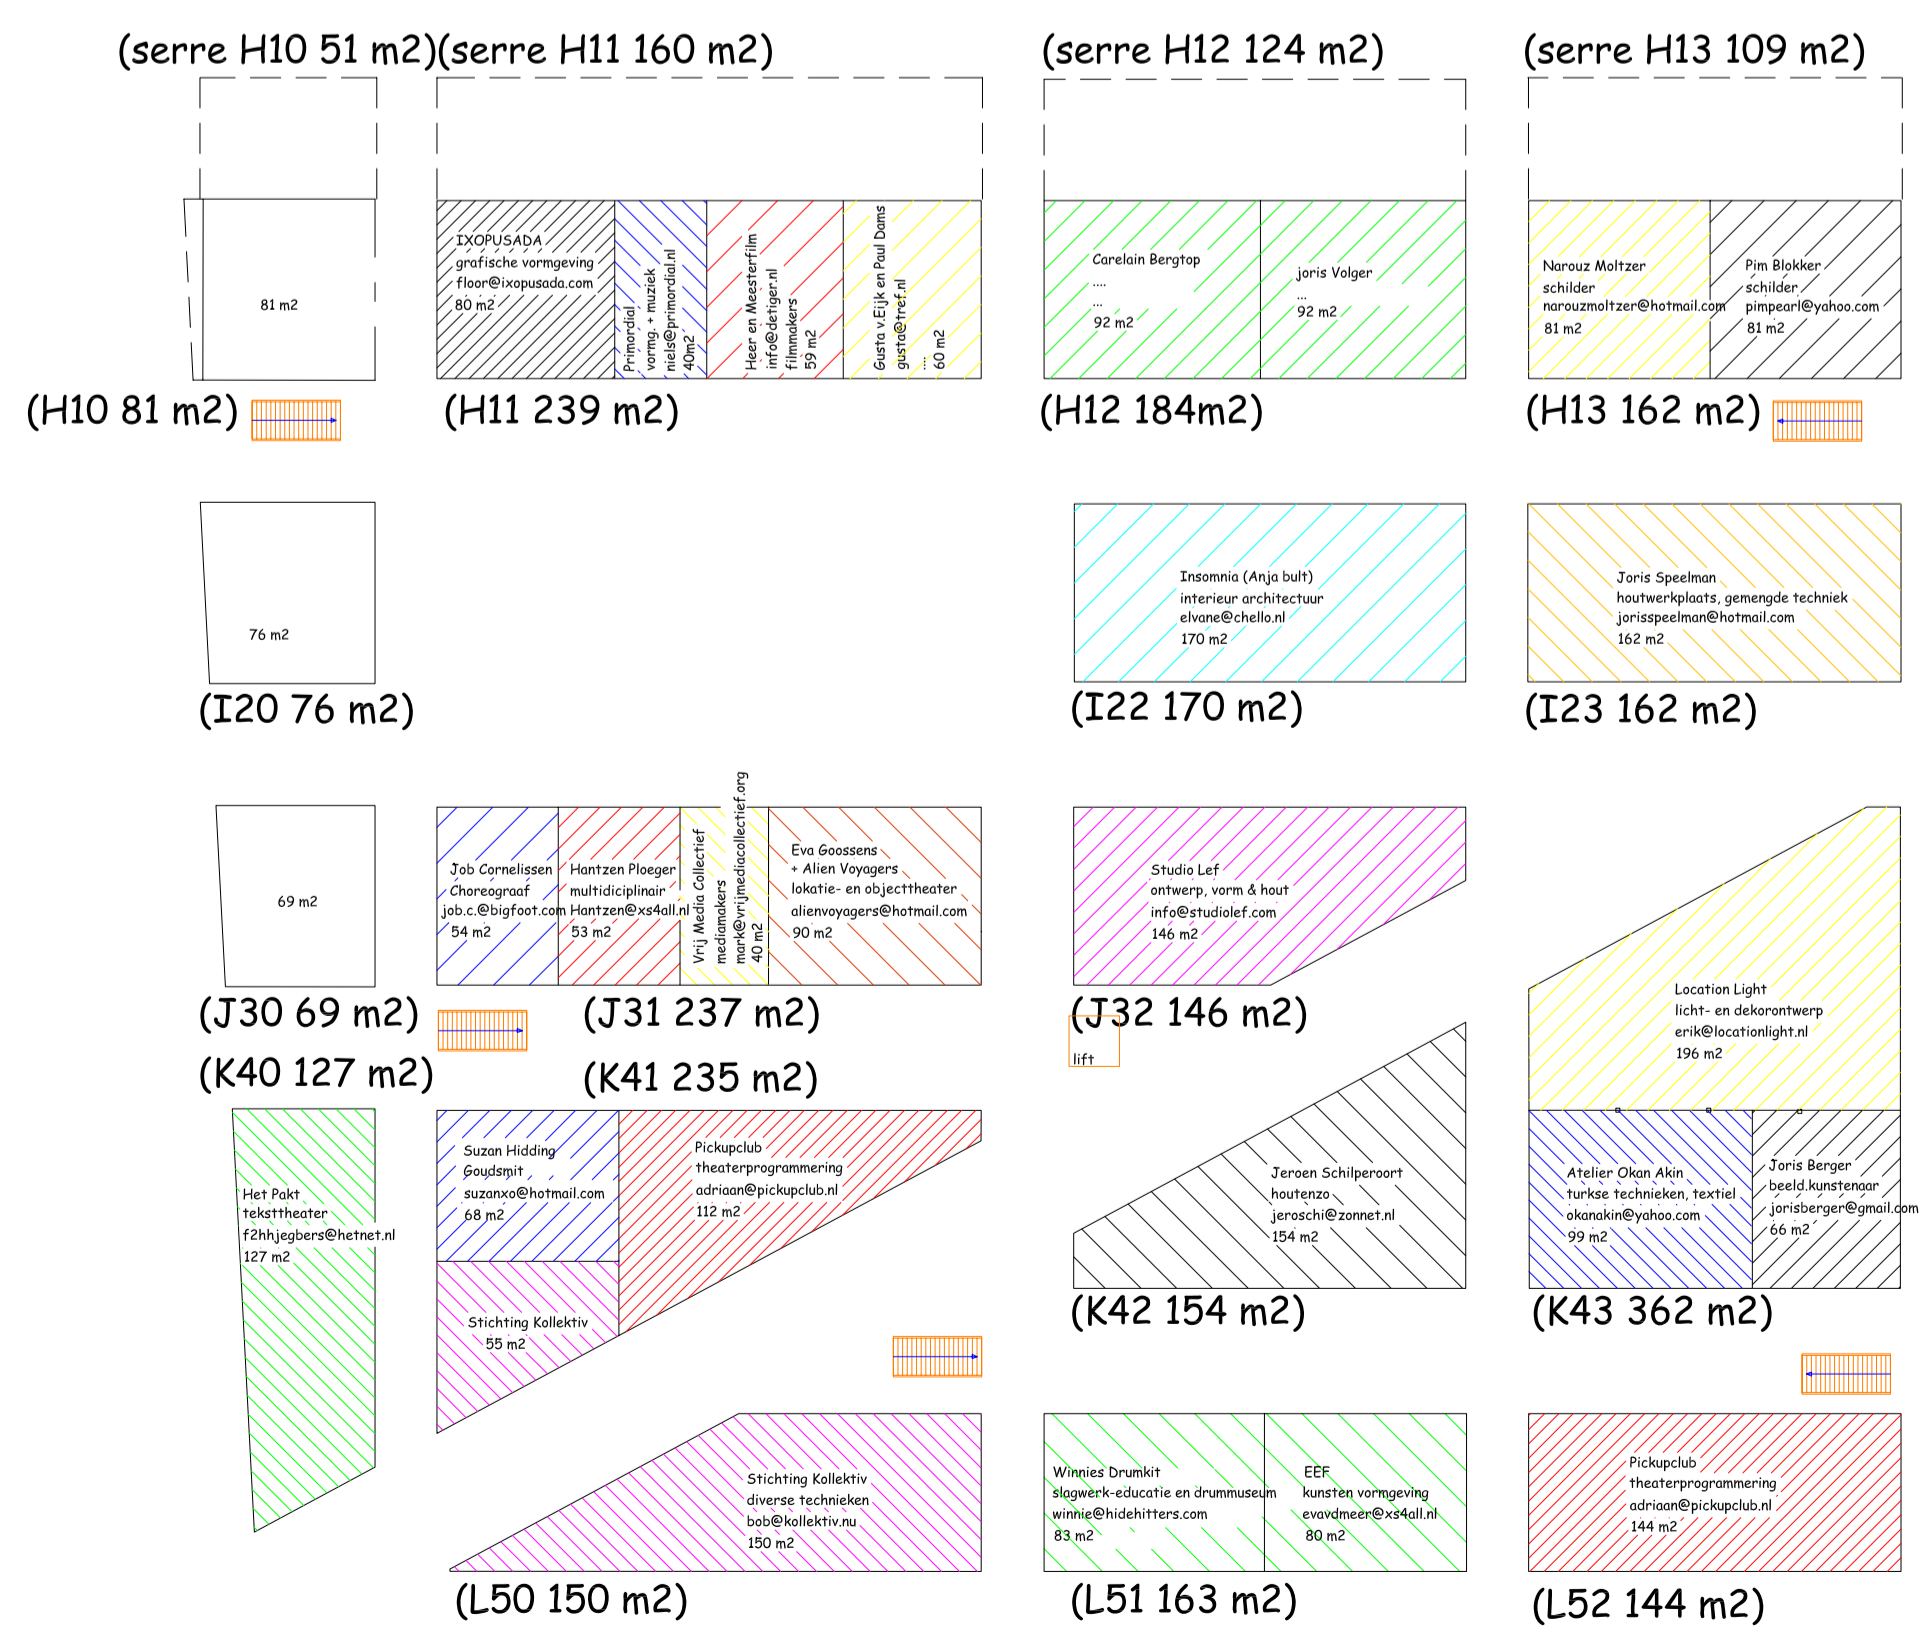 (serre H10 51 m2)
(serre H11 160 m2)
(serre H12 124 m2)
(serre H13 109 m2)
81 m2
IXOPUSADA
grafische vormgeving
floor@ixopusada.com
80 m2
Primordial
vormg. + muziek
niels@primordial.nl
40m2
Heer en Meesterfilm
info@detiger.nl
filmmakers
59 m2
Gusta v.Eijk en Paul Dams
gusta@tref.nl
....
60 m2
Carelain Bergtop
....
...
92 m2
joris Volger
...
92 m2
Narouz Moltzer
schilder
narouzmoltzer@hotmail.com
81 m2
Pim Blokker
schilder
pimpearl@yahoo.com
81 m2
(H10 81 m2)
(H11 239 m2)
(H12 184m2)
(H13 162 m2)
76 m2
Insomnia (Anja bult)
interieur architectuur
elvane@chello.nl
170 m2
Joris Speelman
houtwerkplaats, gemengde techniek
jorisspeelman@hotmail.com
162 m2
(I20 76 m2)
(I22 170 m2)
(I23 162 m2)
69 m2
Job Cornelissen
Choreograaf
job.c.@bigfoot.com
54 m2
Hantzen Ploeger
multidiciplinair
Hantzen@xs4all.nl
53 m2
Vrij Media Collectief
mediamakers
mark@vrijmediacollectief.org
40 m2
Eva Goossens
+ Alien Voyagers
lokatie- en objecttheater
alienvoyagers@hotmail.com
90 m2
Studio Lef
ontwerp, vorm & hout
info@studiolef.com
146 m2
Location Light
licht- en dekorontwerp
erik@locationlight.nl
196 m2
(J30 69 m2)
(J31 237 m2)
(J32 146 m2)
lift
(K40 127 m2)
(K41 235 m2)
Het Pakt
teksttheater
f2hhjegbers@hetnet.nl
127 m2
Suzan Hidding
Goudsmit
suzanxo@hotmail.com
68 m2
Pickupclub
theaterprogrammering
adriaan@pickupclub.nl
112 m2
Stichting Kollektiv
55 m2
Jeroen Schilperoort
houtenzo
jeroschi@zonnet.nl
154 m2
Atelier Okan Akin
turkse technieken, textiel
okanakin@yahoo.com
99 m2
Joris Berger
beeld.kunstenaar
jorisberger@gmail.com
66 m2
(K42 154 m2)
(K43 362 m2)
Stichting Kollektiv
diverse technieken
bob@kollektiv.nu
150 m2
Winnies Drumkit
slagwerk-educatie en drummuseum
winnie@hidehitters.com
83 m2
EEF
kunsten vormgeving
evavdmeer@xs4all.nl
80 m2
Pickupclub
theaterprogrammering
adriaan@pickupclub.nl
144 m2
(L50 150 m2)
(L51 163 m2)
(L52 144 m2)